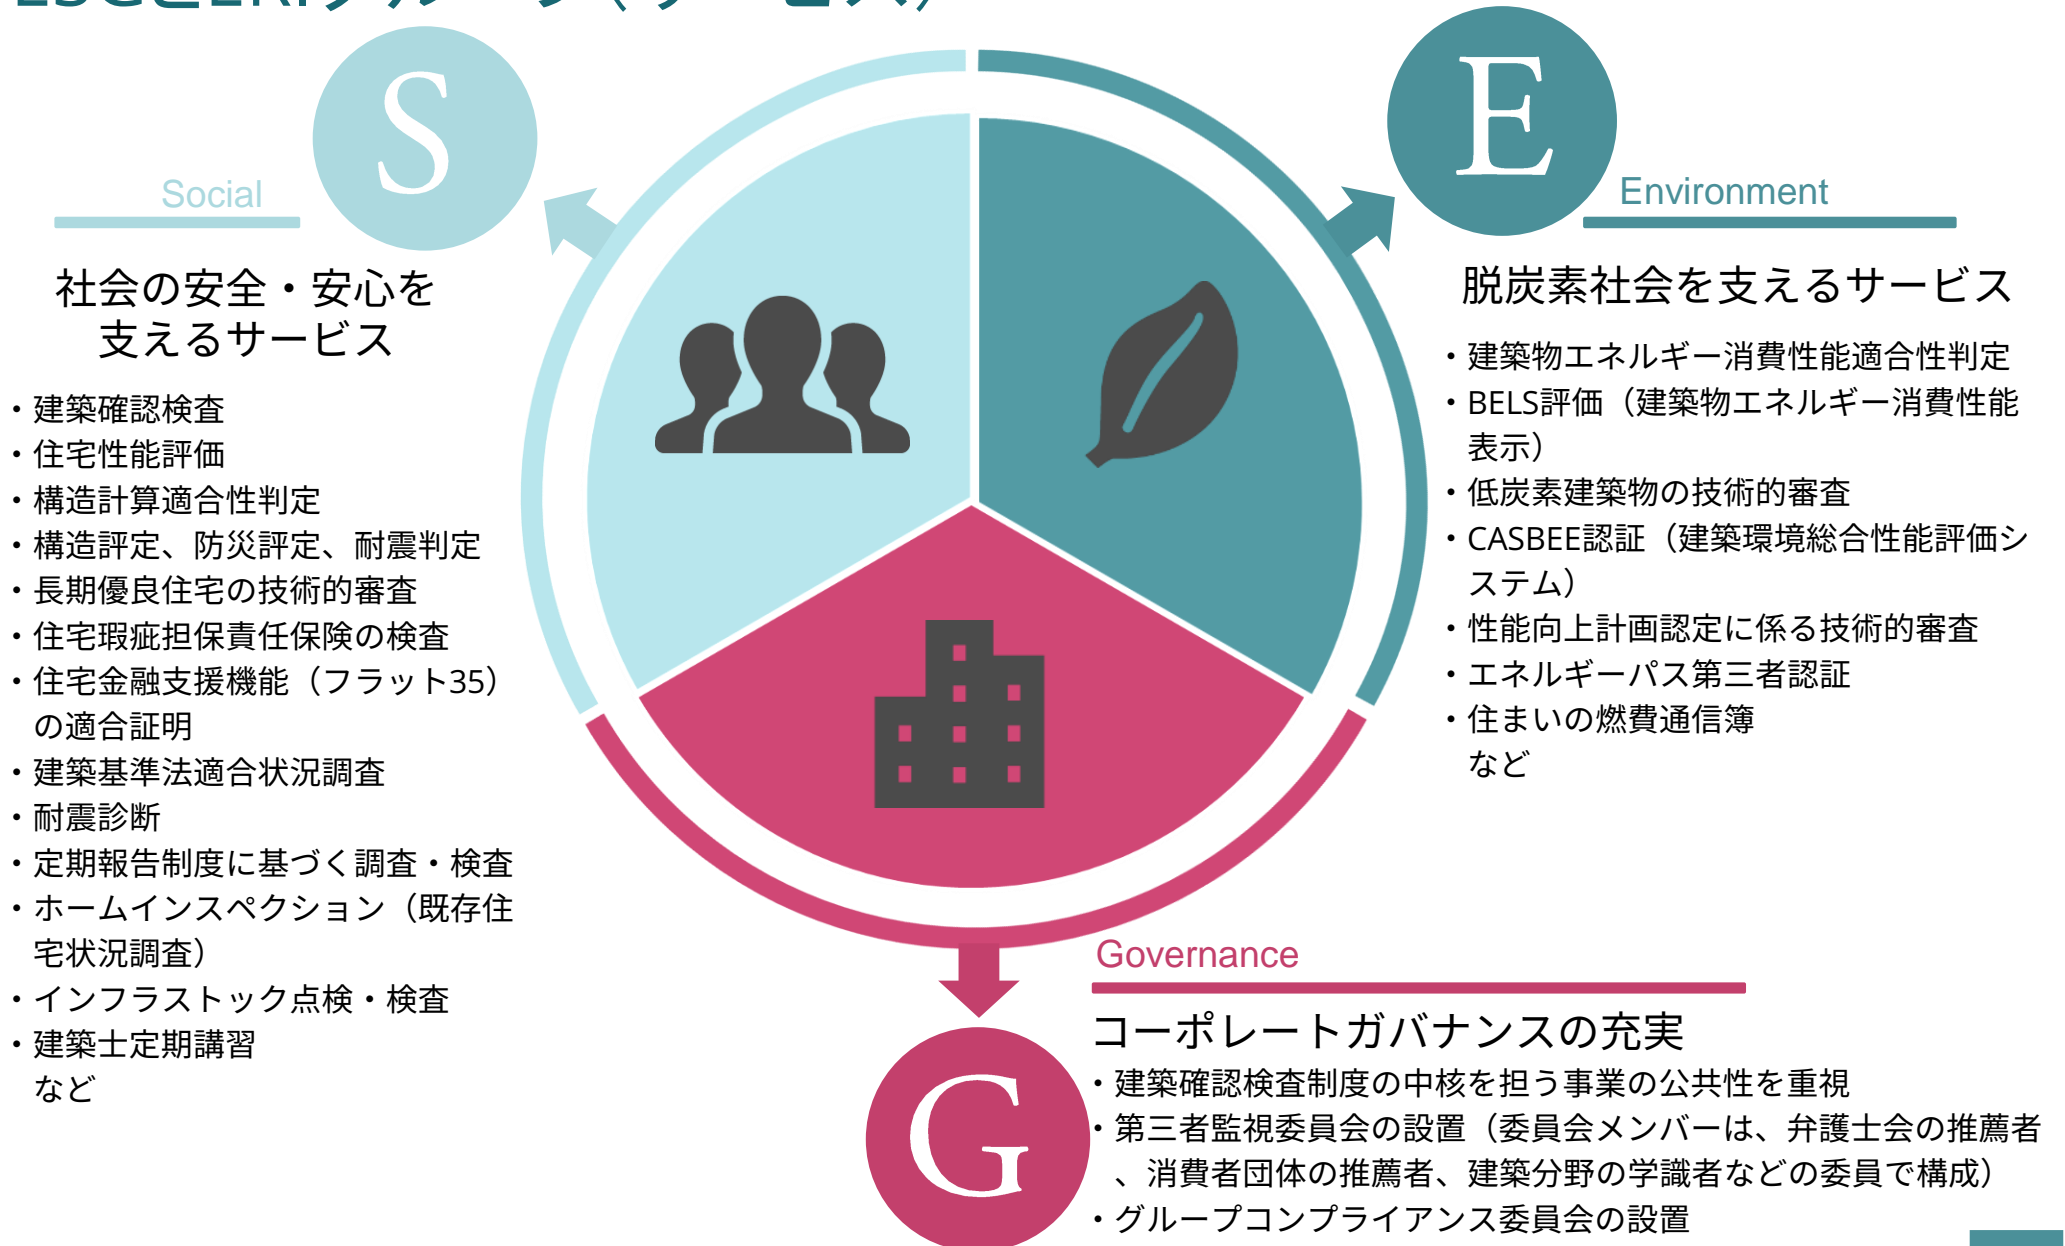 ESGとERIグループ(サービス)
S
Social
社会の安全・安心を
支えるサービス
・建築確認検査
・住宅性能評価
・構造計算適合性判定
・構造評定、防災評定、耐震判定
・長期優良住宅の技術的審査
・住宅瑕疵担保責任保険の検査
・住宅金融支援機能（フラット35）
の適合証明
・建築基準法適合状況調査
・耐震診断
・定期報告制度に基づく調査・検査
・ホームインスペクション（既存住
宅状況調査）
・インフラストック点検・検査
・建築士定期講習
など
E
Environment
脱炭素社会を支えるサービス
・建築物エネルギー消費性能適合性判定
・BELS評価（建築物エネルギー消費性能
表示）
・低炭素建築物の技術的審査
・CASBEE認証（建築環境総合性能評価シ
ステム）
・性能向上計画認定に係る技術的審査
・エネルギーパス第三者認証
・住まいの燃費通信簿
など
G
Governance
コーポレートガバナンスの充実
・建築確認検査制度の中核を担う事業の公共性を重視
・第三者監視委員会の設置（委員会メンバーは、弁護士会の推薦者
、消費者団体の推薦者、建築分野の学識者などの委員で構成）
・グループコンプライアンス委員会の設置